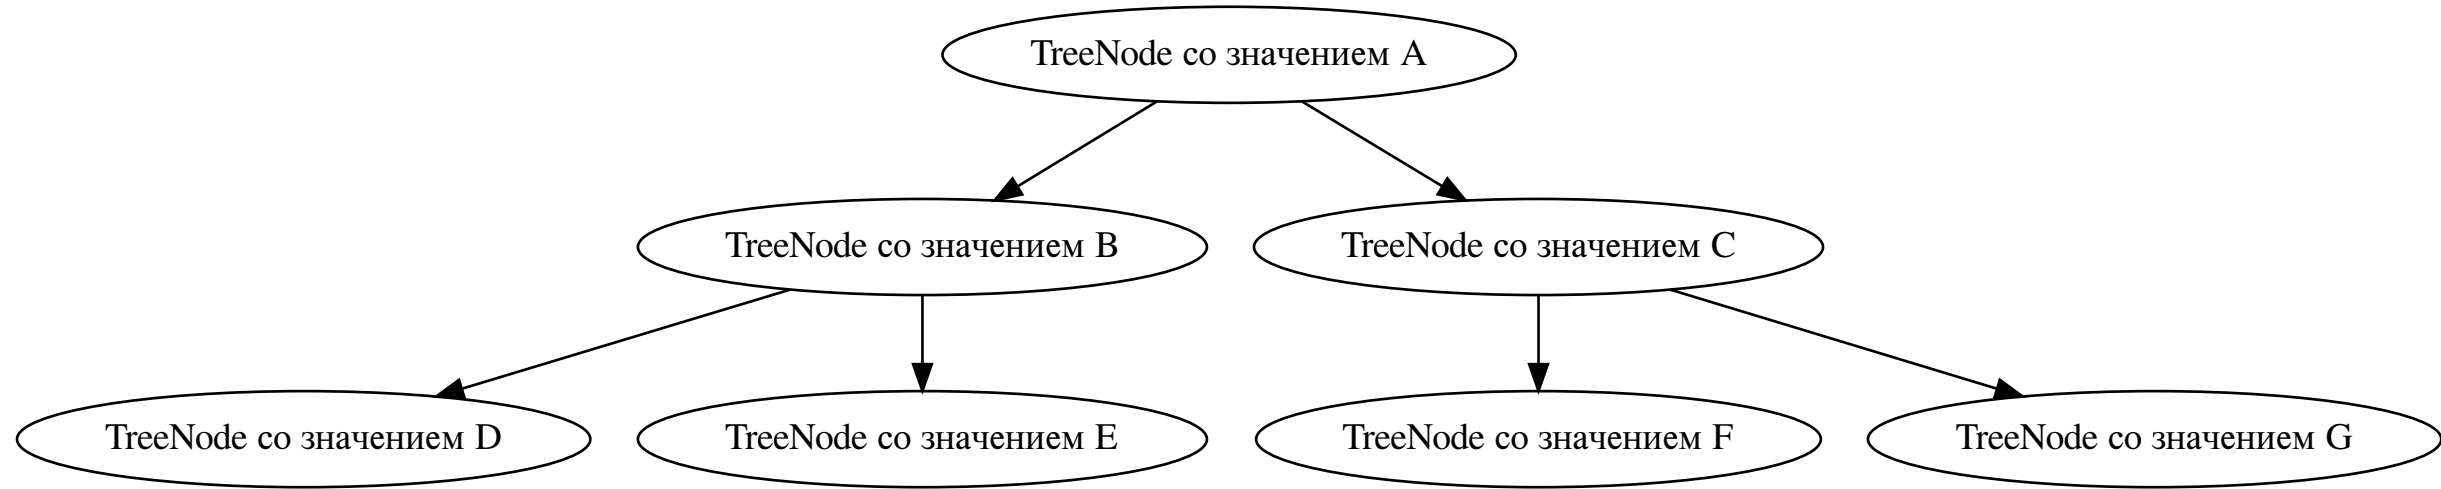 TreeNode со значением A
TreeNode со значением B
TreeNode со значением C
TreeNode со значением D
TreeNode со значением E
TreeNode со значением F
TreeNode со значением G